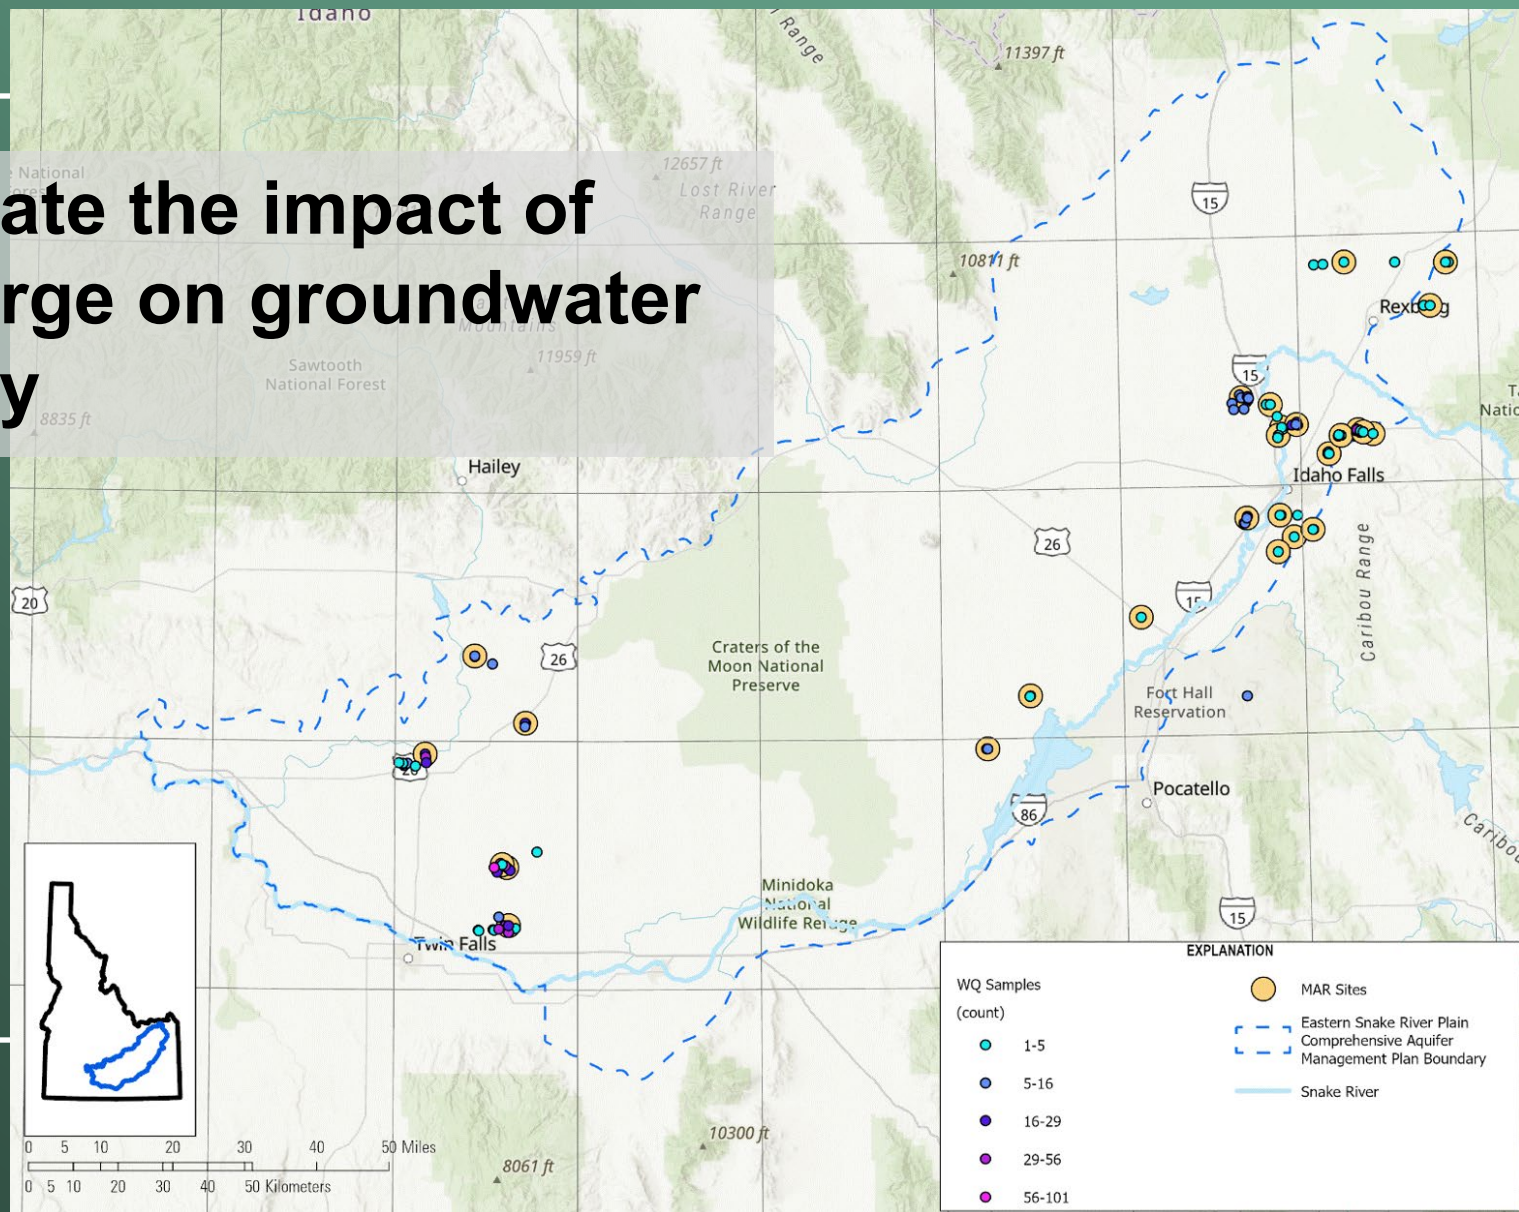 Idaho
Range
11397 ft
e National
Forest
12657 ft
Lost River
Range
15
ate the impact of
rge on groundwater
y
10811 ft
Mountains
11959 ft
Sawtooth
National Forest
8835 ft
Rexburg
15
Hailey
Idaho Falls
26
20
15
Caribou Range
26
Craters of the
Moon National
Preserve
Fort Hall
Reservation
26
Pocatello
86
Minidoka
National
Wildlife Refuge
15
Twin Falls
EXPLANATION
WQ Samples
(count)
1-5
5-16
16-29
29-56
56-101
MAR Sites
Eastern Snake River Plain
Comprehensive Aquifer
Management Plan Boundary
Snake River
0 5 10 20 30 40 50 Miles
0 5 10 20 30 40 50 Kilometers
10300 ft
8061 ft